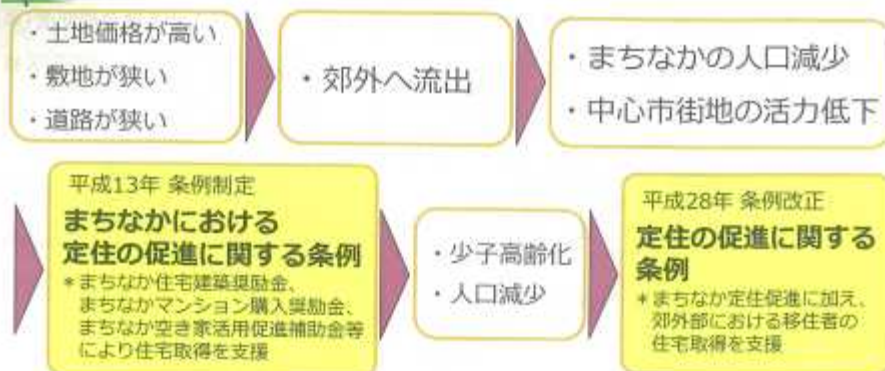 ・土地価格が高い
・敷地が狭い
・道路が狭い
・郊外へ流出
・まちなかの人口減少
・中心市街地の活力低下
平成13年 条例制定
まちなかにおける
定住の促進に関する条例
*まちなか住宅建築奨励金、
まちなかマンション購入奨励金、
まちなか空き家活用促進補助金等
により住宅取得を支援
・少子高齢化
・人口減少
平成28年 条例改正
定住の促進に関する
条例
*まちなか定住促進に加え、
郊外部における移住者の
住宅取得を支援